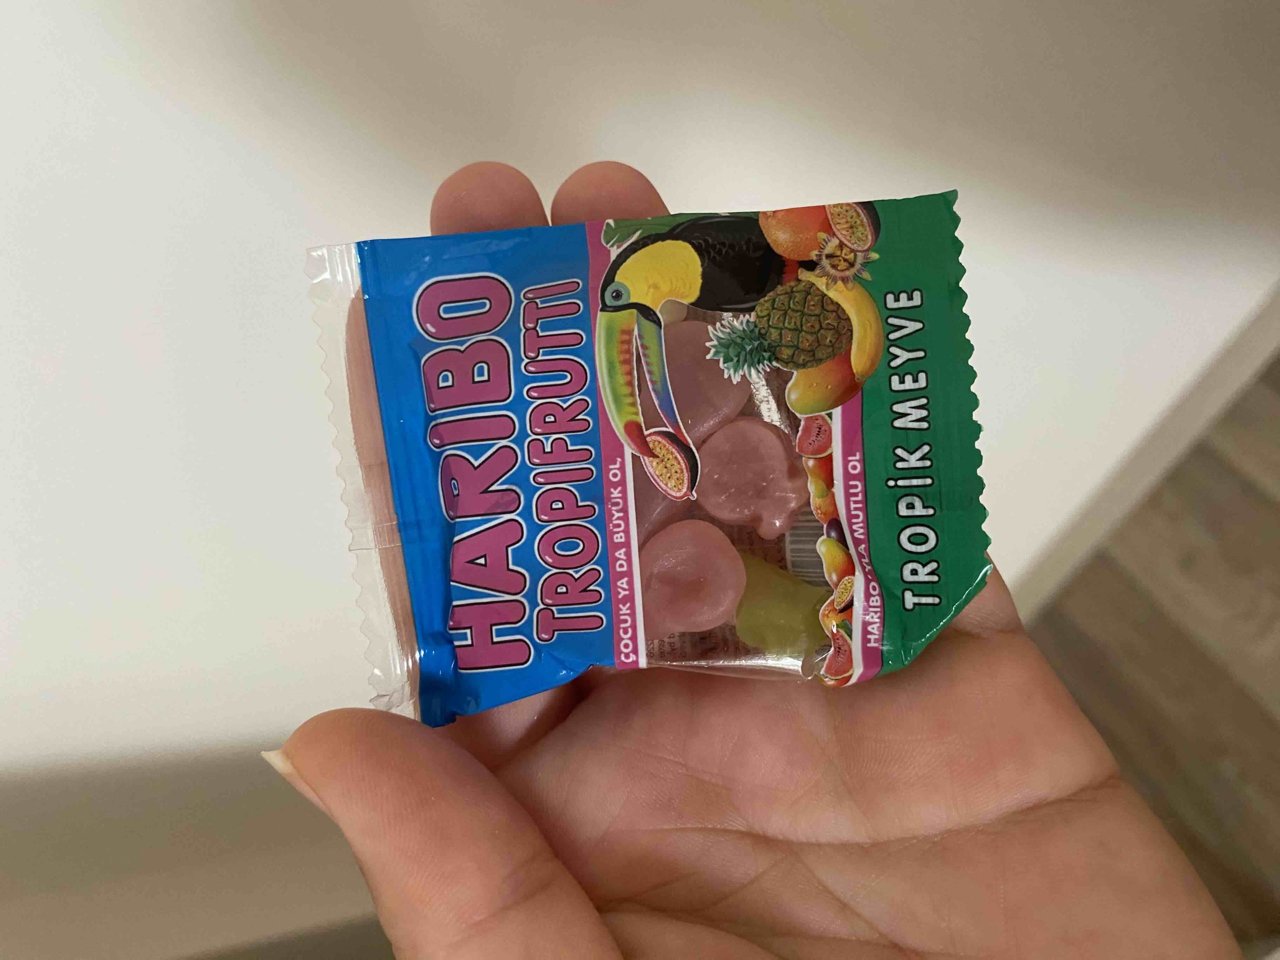 HARIBO
TROPIFRUTTI
ÇOCUK YA DA BÜYÜK OL,
HARIBO'YLA MUTLU OL
TROPİK MEYVE